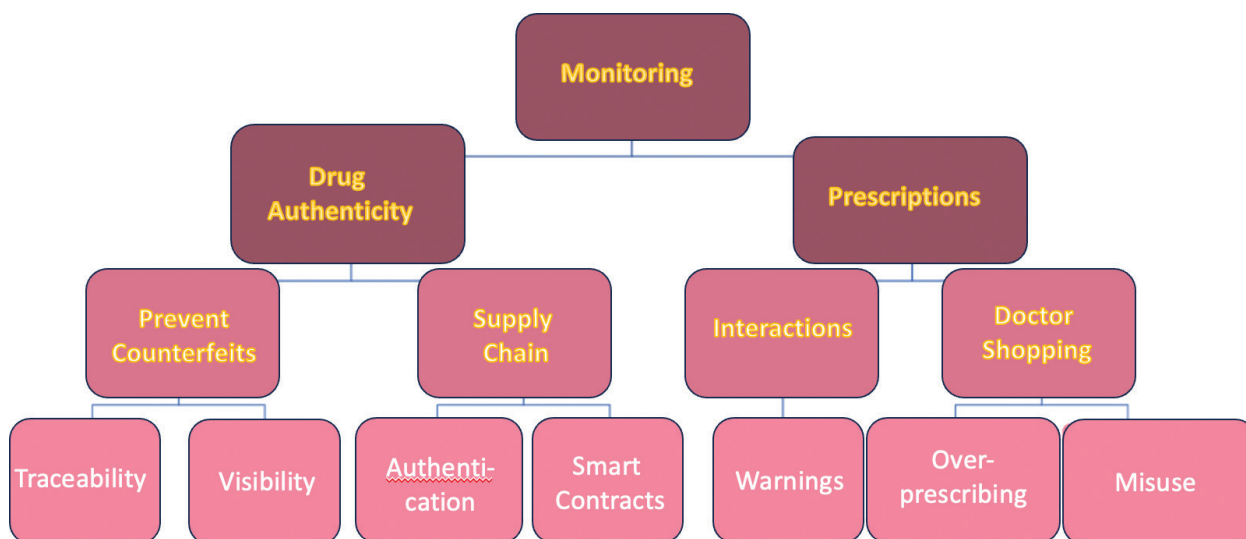 Monitoring
Drug
Authenticity
Prescriptions
Prevent
Counterfeits
Supply
Chain
Interactions
Doctor
Shopping
Traceability
Visibility
Authenti-
cation
Smart
Contracts
Warnings
Over-
prescribing
Misuse